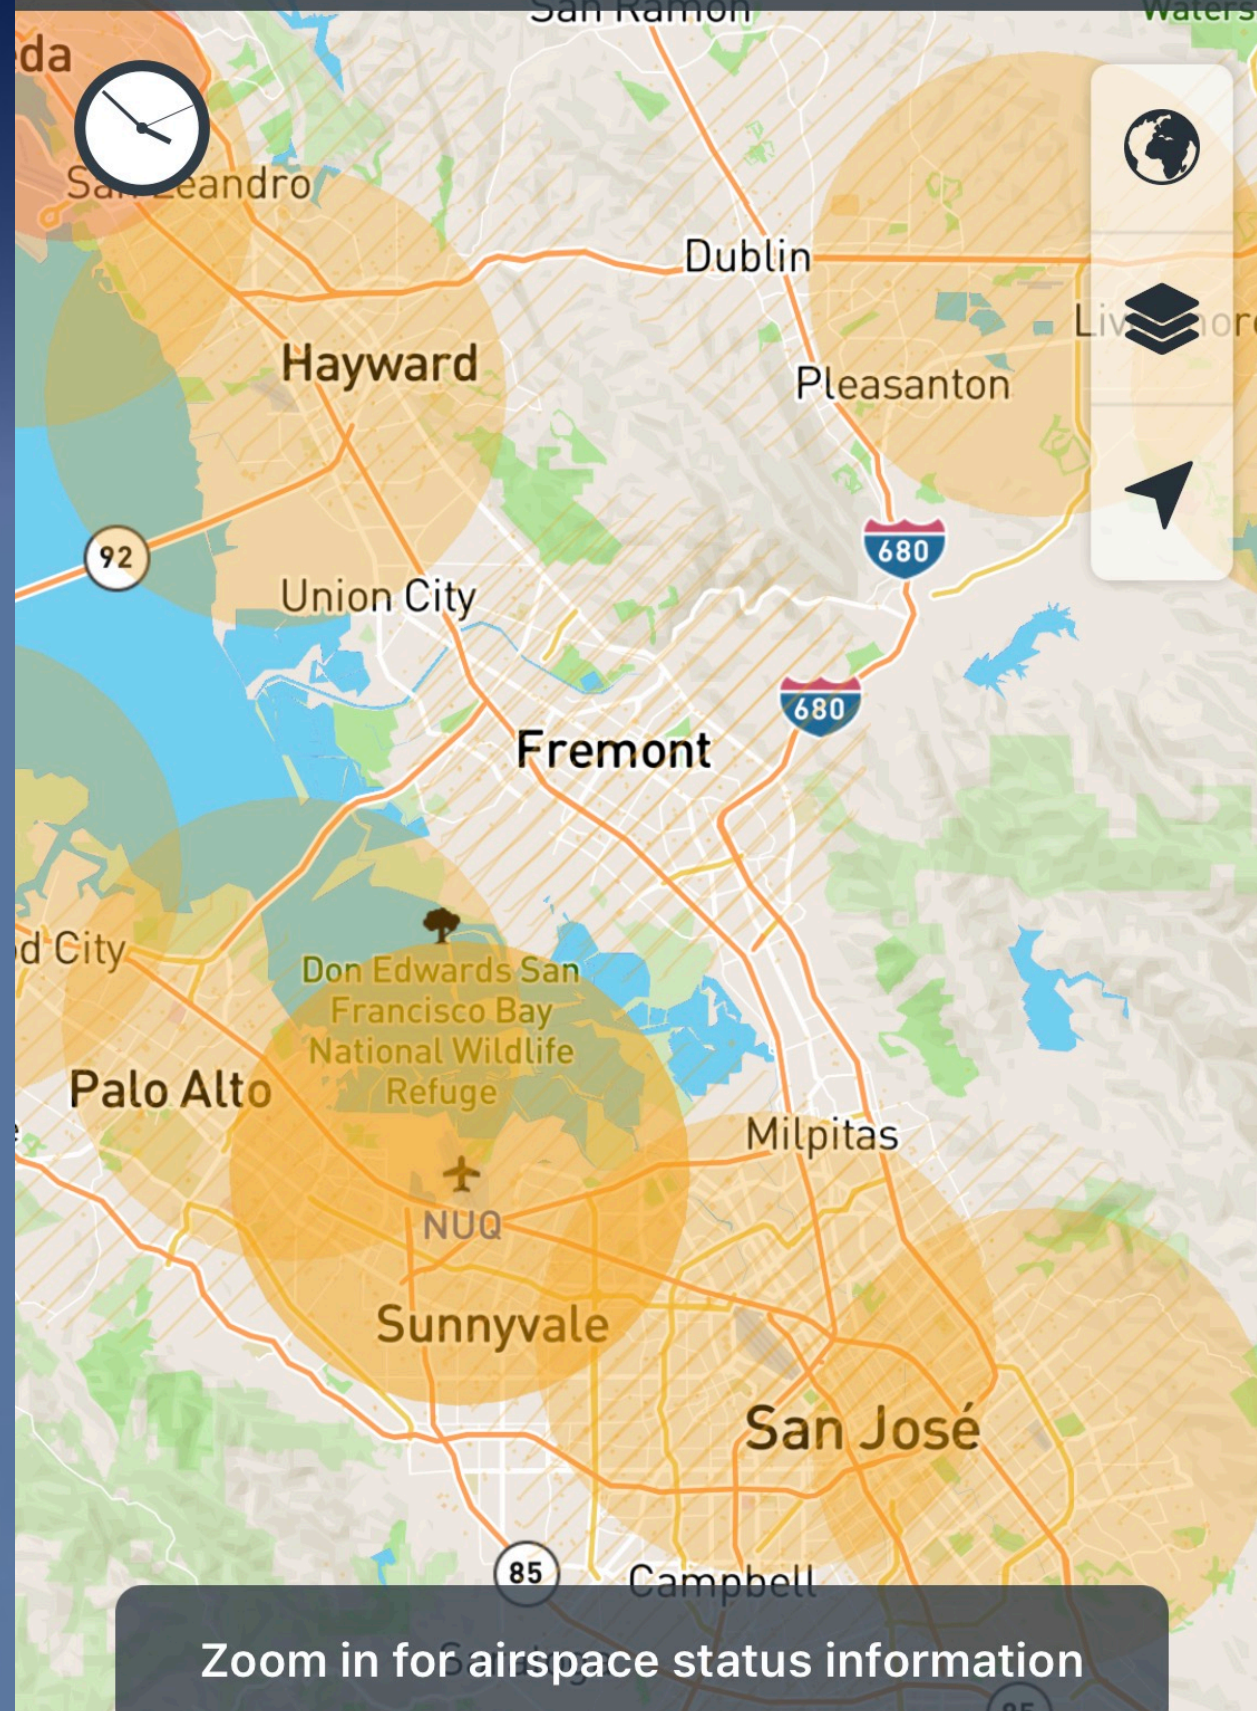 San Ramon
Waters
da
San Leandro
Dublin
Hayward
Pleasanton
92
680
Union City
680
Fremont
d City
Don Edwards San
Francisco Bay
National Wildlife
Refuge
Palo Alto
Milpitas
NUQ
Sunnyvale
San José
85
Campbell
Zoom in for airspace status information
85